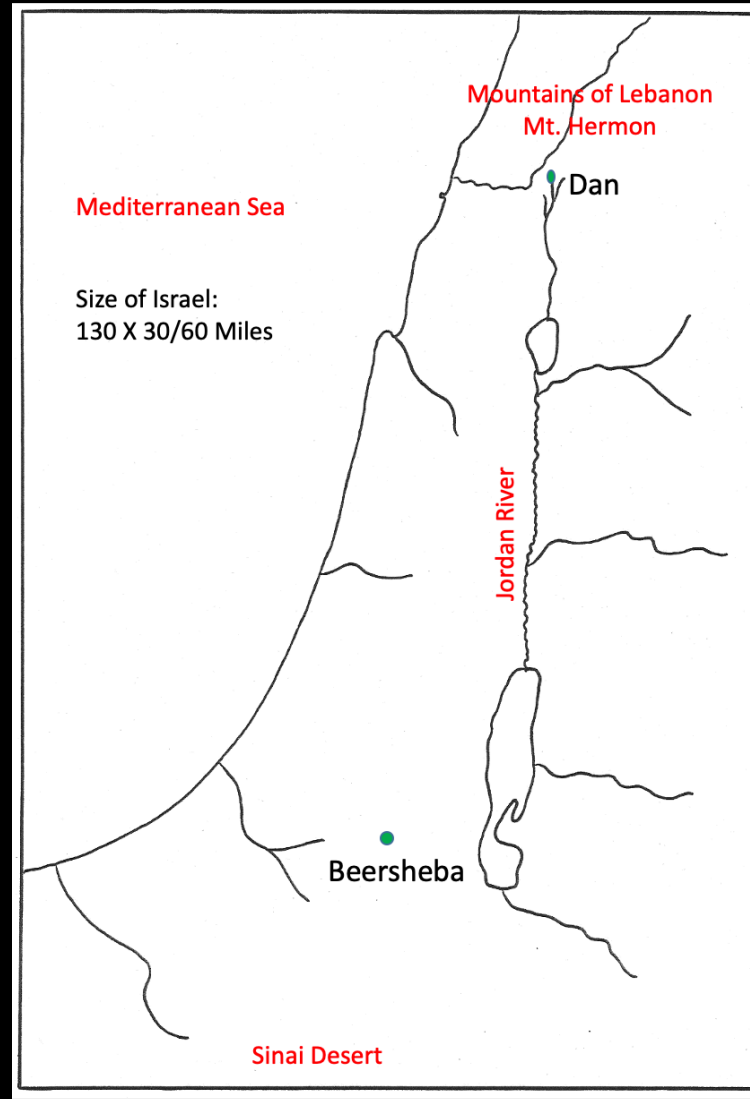 Mountains of Lebanon
Mt. Hermon
Dan
Mediterranean Sea
Size of Israel:
130 X 30/60 Miles
Jordan River
Beersheba
Sinai Desert